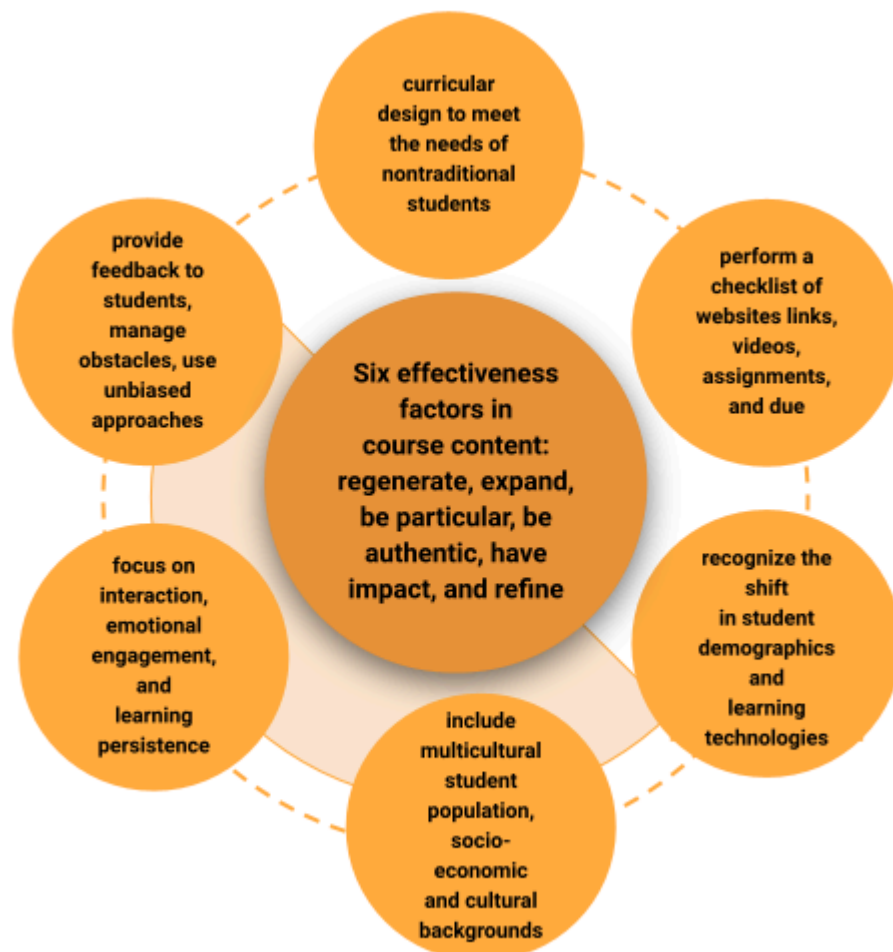 curricular
design to meet
the needs of
nontraditional
students
provide
feedback to
students,
manage
obstacles, use
unbiased
approaches
perform a
checklist of
websites links,
videos,
assignments,
and due
Six effectiveness
factors in
course content:
regenerate, expand,
be particular, be
authentic, have
impact, and refine
focus on
interaction,
emotional
engagement,
and
learning
persistence
recognize the
shift
in student
demographics
and
learning
technologies
include
multicultural
student
population,
socio-
economic
and cultural
backgrounds